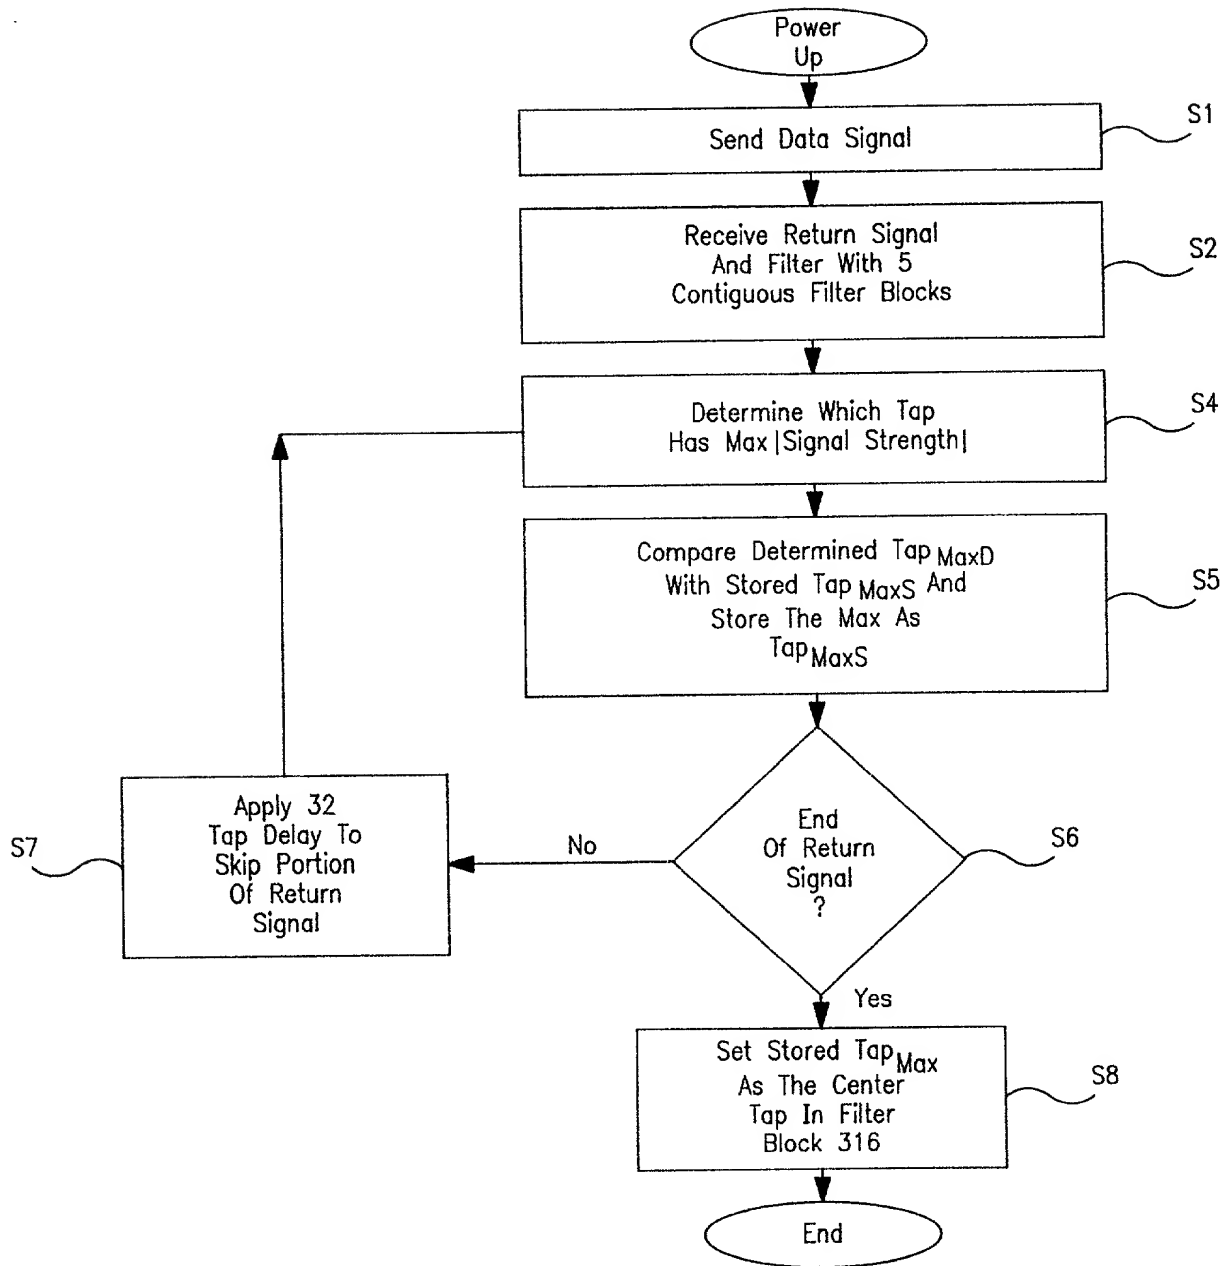 Power
Up
Send Data Signal
S1
Receive Return Signal
And Filter With 5
Contiguous Filter Blocks
S2
Determine Which Tap
Has Max|Signal Strength|
S4
Compare Determined Tap MaxD
With Stored Tap MaxS And
Store The Max As
Tap MaxS
S5
End
Of Return
Signal
?
S6
No
Apply 32
Tap Delay To
Skip Portion
Of Return
Signal
S7
Yes
Set Stored Tap Max
As The Center
Tap In Filter
Block 316
S8
End